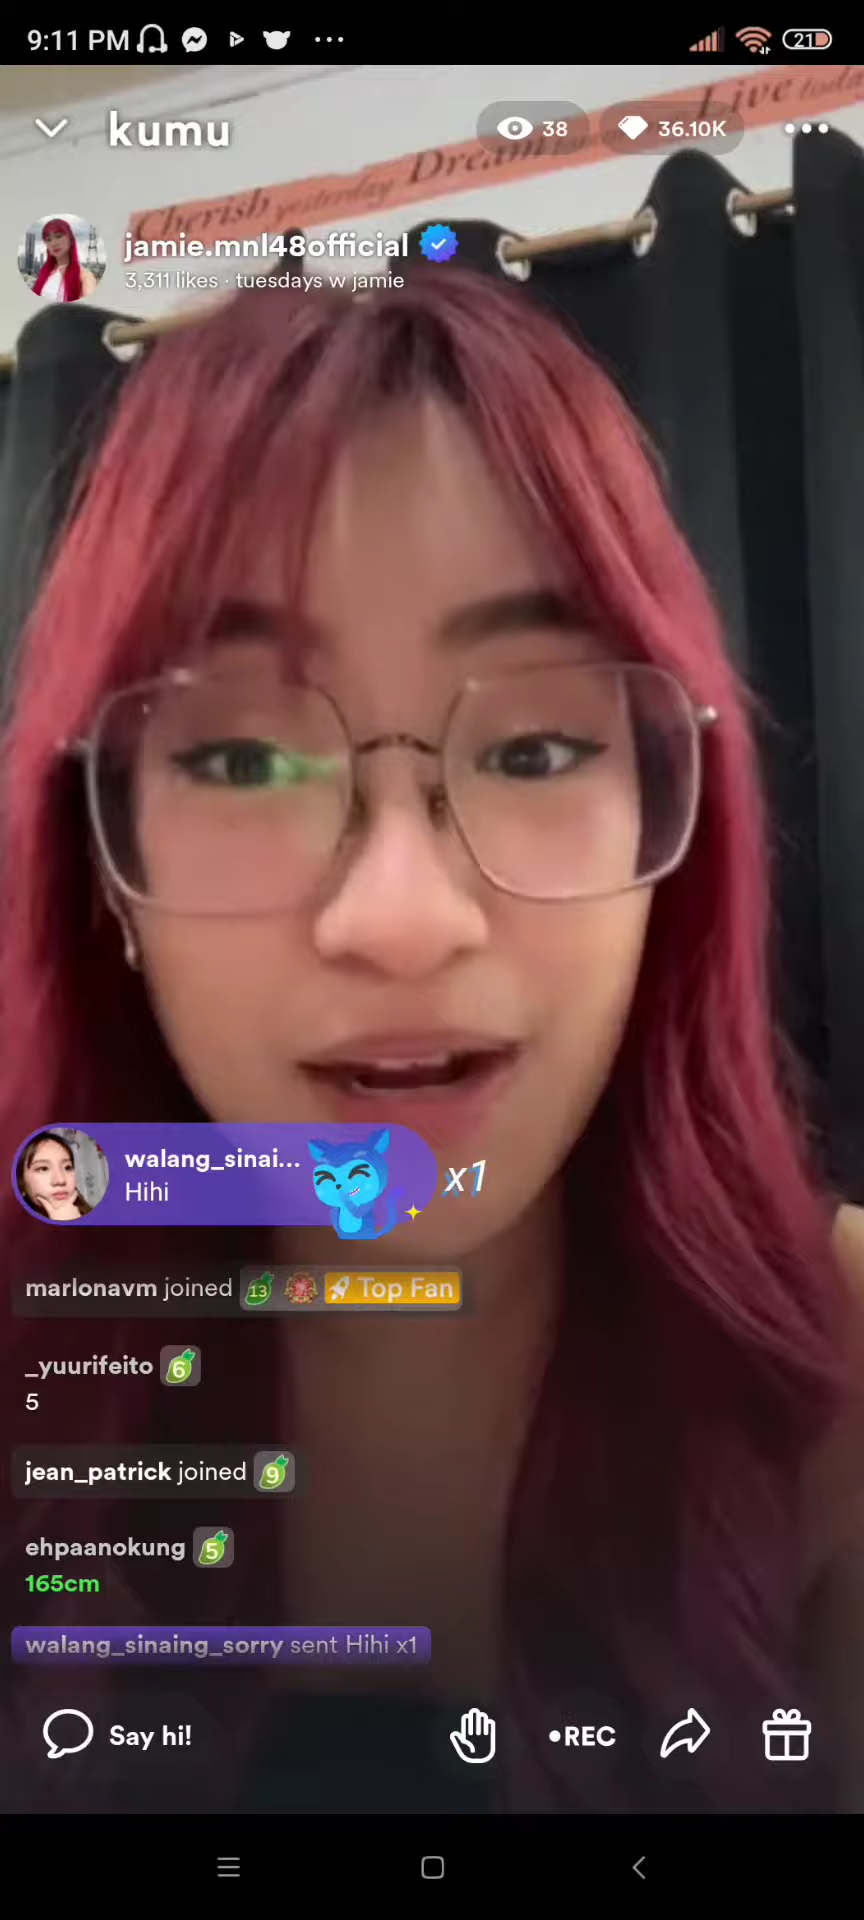 9:11 PM
21
kumu
38
36.10K
Cherish yesterday Dream
Live today
jamie.mnl48official
3,311 likes · tuesdays w jamie
walang_sinai...
Hihi
x1
marlonavm joined 13 Top Fan
_yuurifeito 6
5
jean_patrick joined 9
ehpaanokung 5
165cm
walang_sinaing_sorry sent Hihi x1
Say hi!
•REC